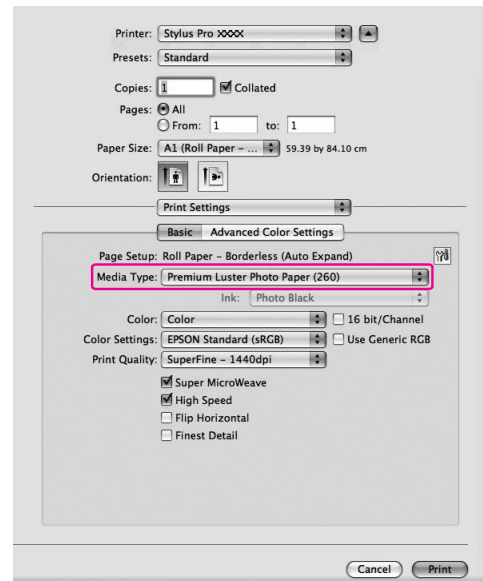 Printer: Stylus Pro XXXX
Presets: Standard
Copies: 1 Collated
Pages: All
From: 1 to: 1
Paper Size: A1 (Roll Paper – ... 59.39 by 84.10 cm
Orientation:
Print Settings
Basic Advanced Color Settings
Page Setup: Roll Paper – Borderless (Auto Expand)
Media Type: Premium Luster Photo Paper (260)
Ink: Photo Black
Color: Color 16 bit/Channel
Color Settings: EPSON Standard (sRGB) Use Generic RGB
Print Quality: SuperFine – 1440dpi
Super MicroWeave
High Speed
Flip Horizontal
Finest Detail
Cancel Print